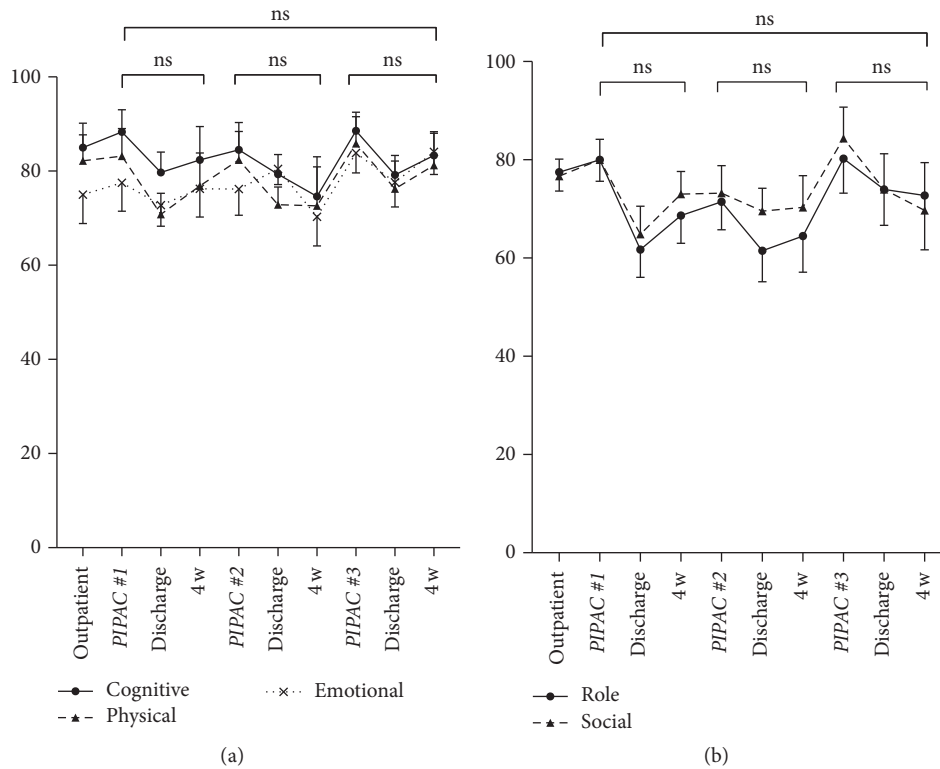 ns
ns ns ns
100
80
60
40
20
0
Outpatient
PIPAC #1
Discharge
4 w
PIPAC #2
Discharge
4 w
PIPAC #3
Discharge
4 w
Cognitive
Physical
Emotional
(a)
ns
ns ns ns
100
80
60
40
20
0
Outpatient
PIPAC #1
Discharge
4 w
PIPAC #2
Discharge
4 w
PIPAC #3
Discharge
4 w
Role
Social
(b)